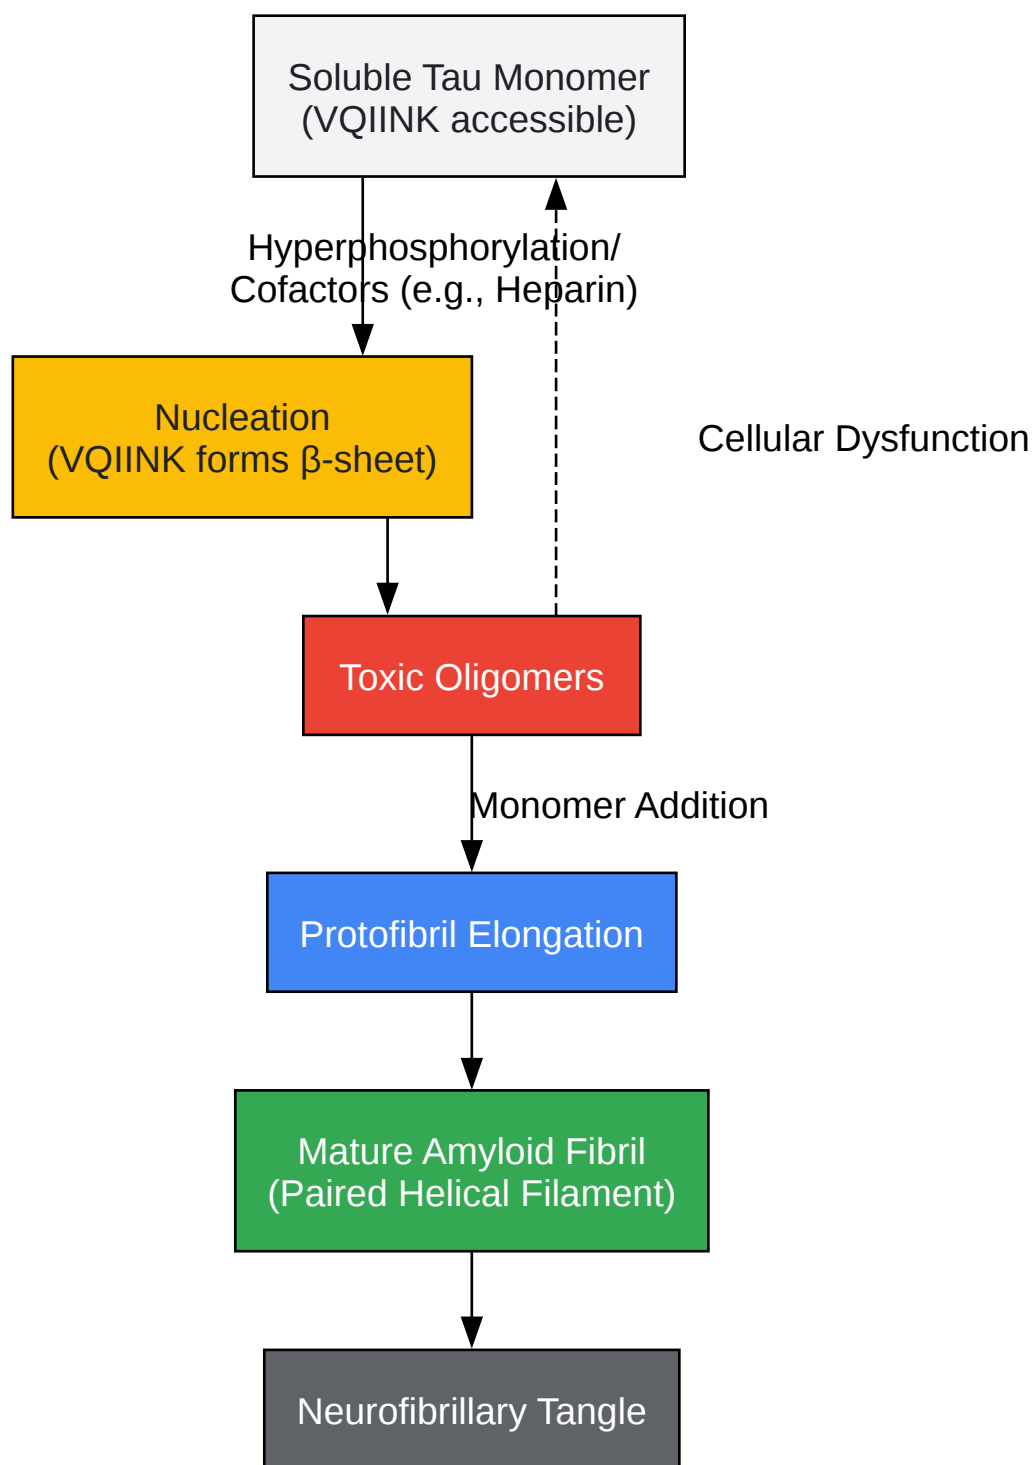 Soluble Tau Monomer
(VQIINK accessible)
Hyperphosphorylation/
Cofactors (e.g., Heparin)
Nucleation
(VQIINK forms β-sheet)
Cellular Dysfunction
Toxic Oligomers
Monomer Addition
Protofibril Elongation
Mature Amyloid Fibril
(Paired Helical Filament)
Neurofibrillary Tangle